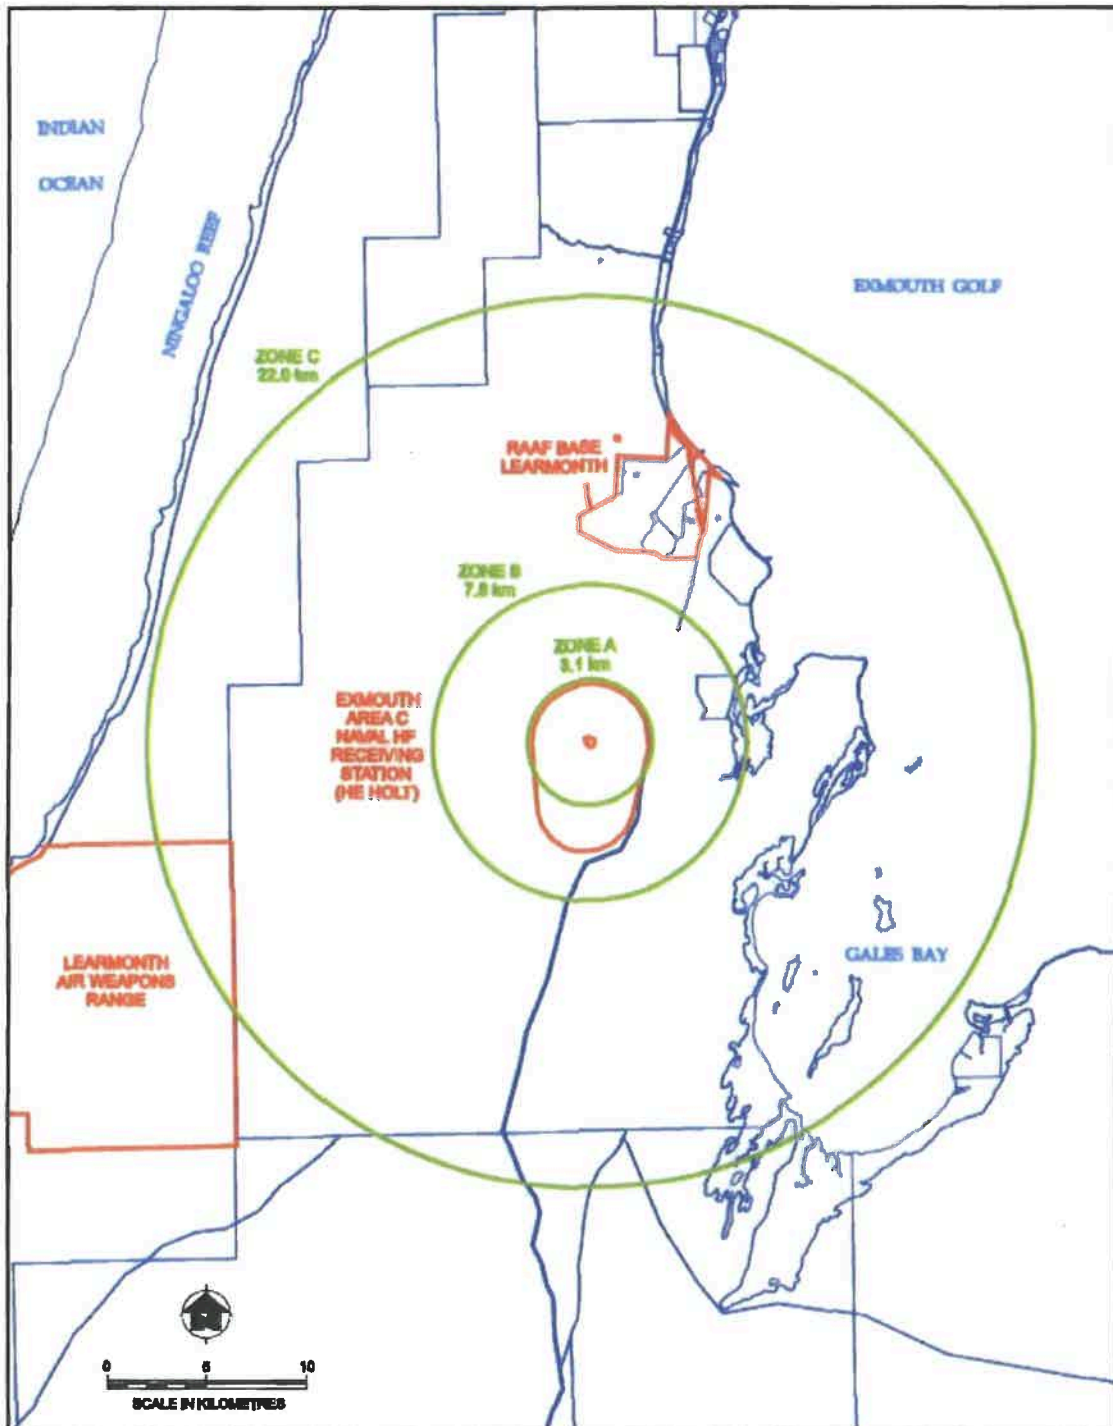 INDIAN
OCEAN
NINGALOO REEF
EXMOUTH GOLF
ZONE C
22.0 km
RAAF BASE
LEARMONTH
ZONE B
7.8 km
ZONE A
3.1 km
EXMOUTH
AREA C
NAVAL HF
RECEIVING
STATION
(HE HOLT)
LEARMONTH
AIR WEAPONS
RANGE
GALES BAY
N
0 5 10
SCALE IN KILOMETRES